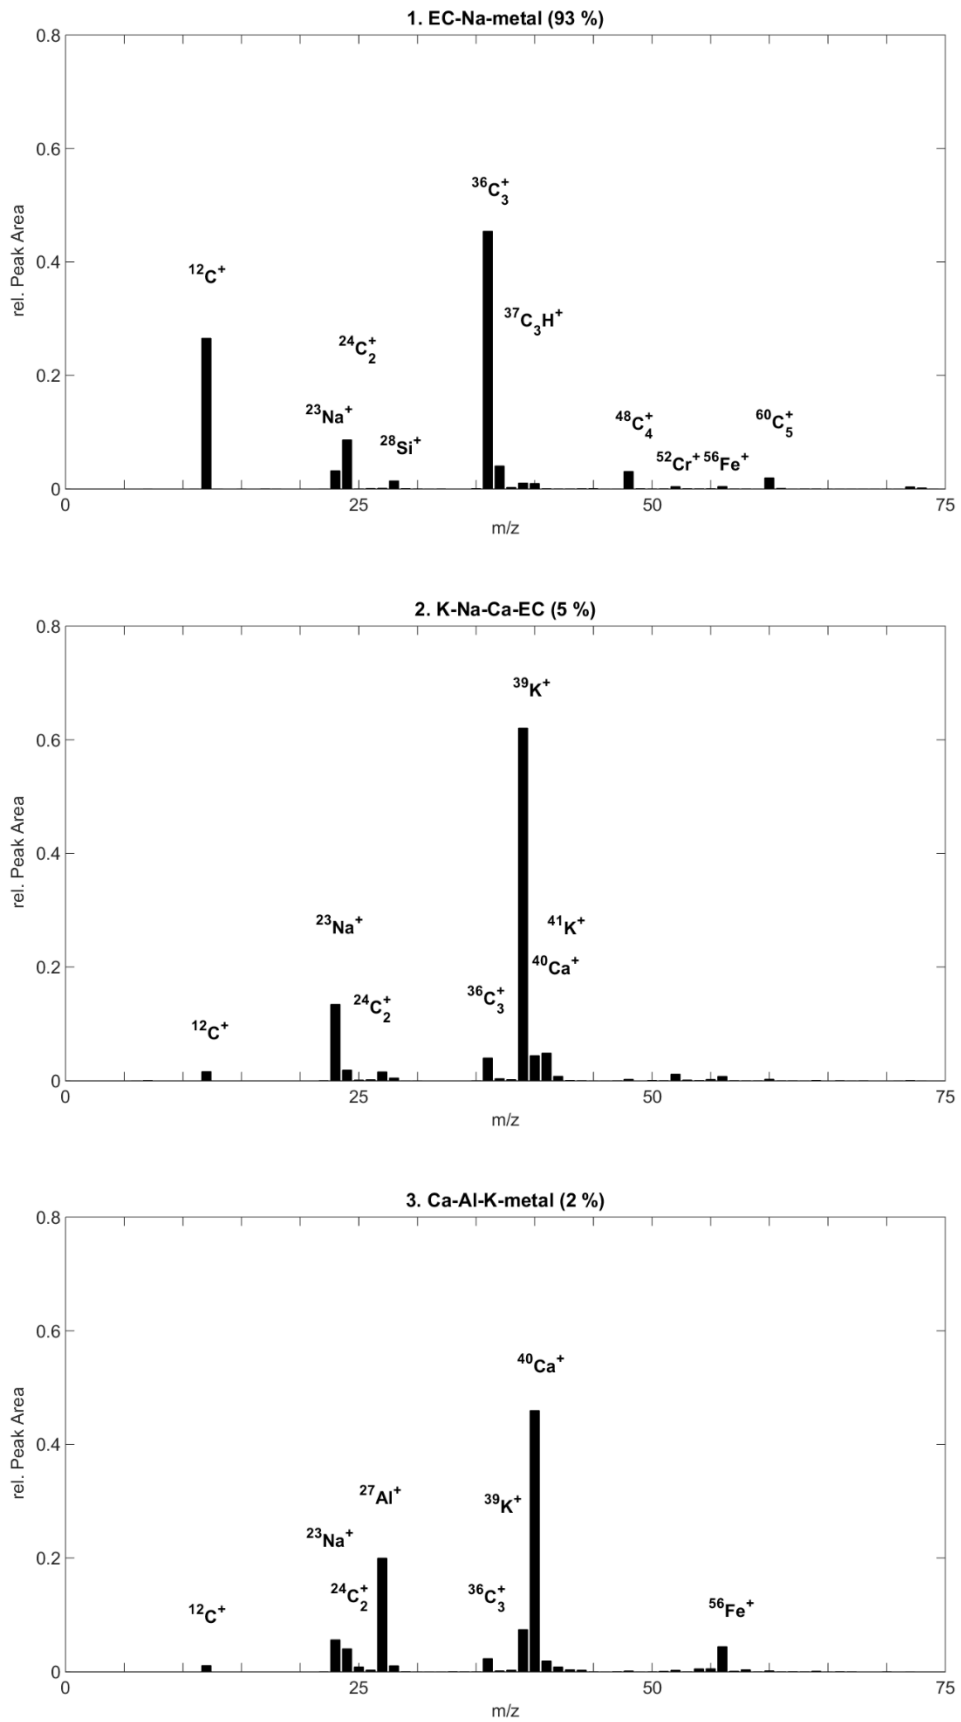 1. EC-Na-metal (93 %)
0.8
0.6
0.4
0.2
0
rel. Peak Area
¹²C⁺
²³Na⁺
²⁴C₂⁺
²⁸Si⁺
³⁶C₃⁺
³⁷C₃H⁺
⁴⁸C₄⁺
⁵²Cr⁺ ⁵⁶Fe⁺
⁶⁰C₅⁺
0 25 50 75
m/z
2. K-Na-Ca-EC (5 %)
0.8
0.6
0.4
0.2
0
rel. Peak Area
¹²C⁺
²³Na⁺
²⁴C₂⁺
³⁶C₃⁺
³⁹K⁺
⁴¹K⁺
⁴⁰Ca⁺
0 25 50 75
m/z
3. Ca-Al-K-metal (2 %)
0.8
0.6
0.4
0.2
0
rel. Peak Area
¹²C⁺
²³Na⁺
²⁴C₂⁺
²⁷Al⁺
³⁶C₃⁺
³⁹K⁺
⁴⁰Ca⁺
⁵⁶Fe⁺
0 25 50 75
m/z